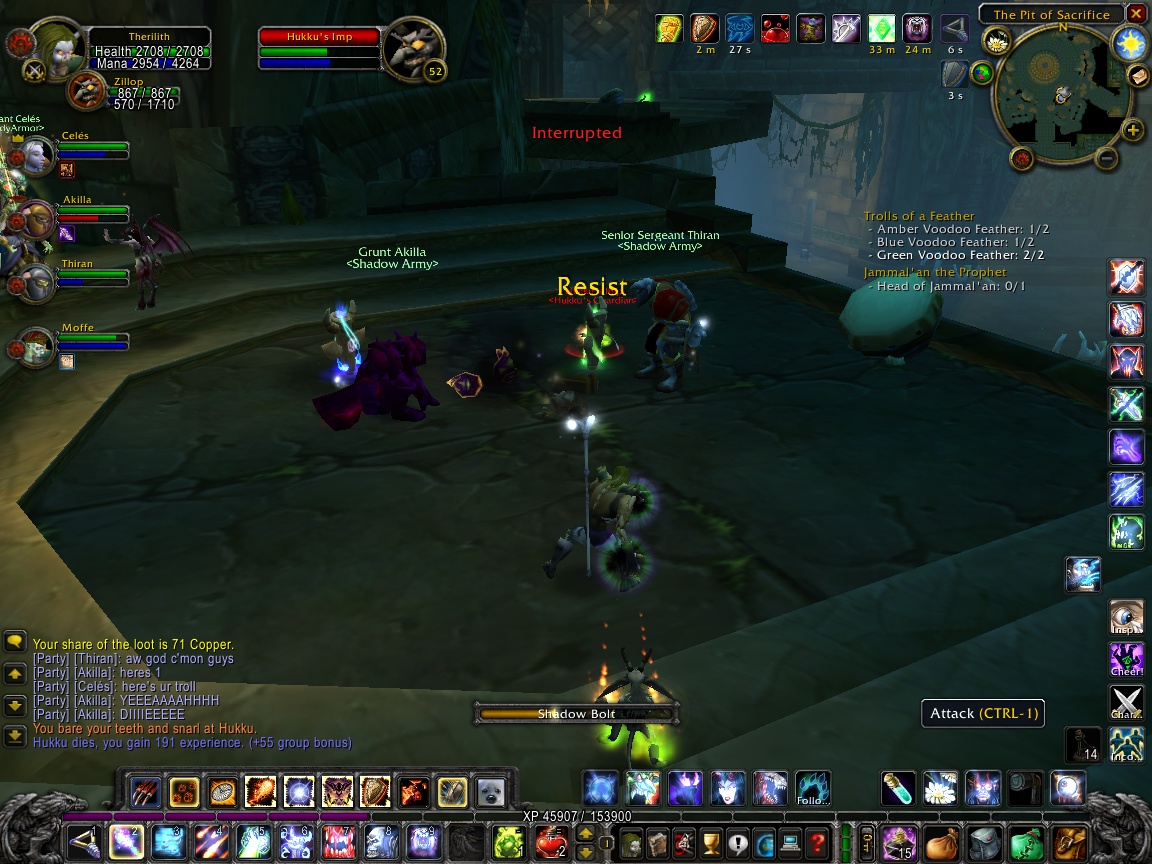 Therilith
Health 2708 / 2708
Mana 2954 / 4264
Zillop
867 / 867
570 / 1710
Hukku's Imp
52
2 m
27 s
33 m
24 m
6 s
3 s
The Pit of Sacrifice
N
ant Celés
dyArmor>
Celés
Akilla
Thiran
Moffe
Interrupted
Trolls of a Feather
- Amber Voodoo Feather: 1/2
- Blue Voodoo Feather: 1/2
- Green Voodoo Feather: 2/2
Jammal'an the Prophet
- Head of Jammal'an: 0/1
Grunt Akilla
<Shadow Army>
Senior Sergeant Thiran
<Shadow Army>
Resist
Your share of the loot is 71 Copper.
[Party] [Thiran]: aw god c'mon guys
[Party] [Akilla]: heres 1
[Party] [Celés]: here's ur troll
[Party] [Akilla]: YEEEAAAAHHHH
[Party] [Akilla]: DIIIIEEEEE
You bare your teeth and snarl at Hukku.
Hukku dies, you gain 191 experience. (+55 group bonus)
Shadow Bolt
Attack (CTRL-1)
Cheer!
14
Follo...
XP 45907 / 153900
15